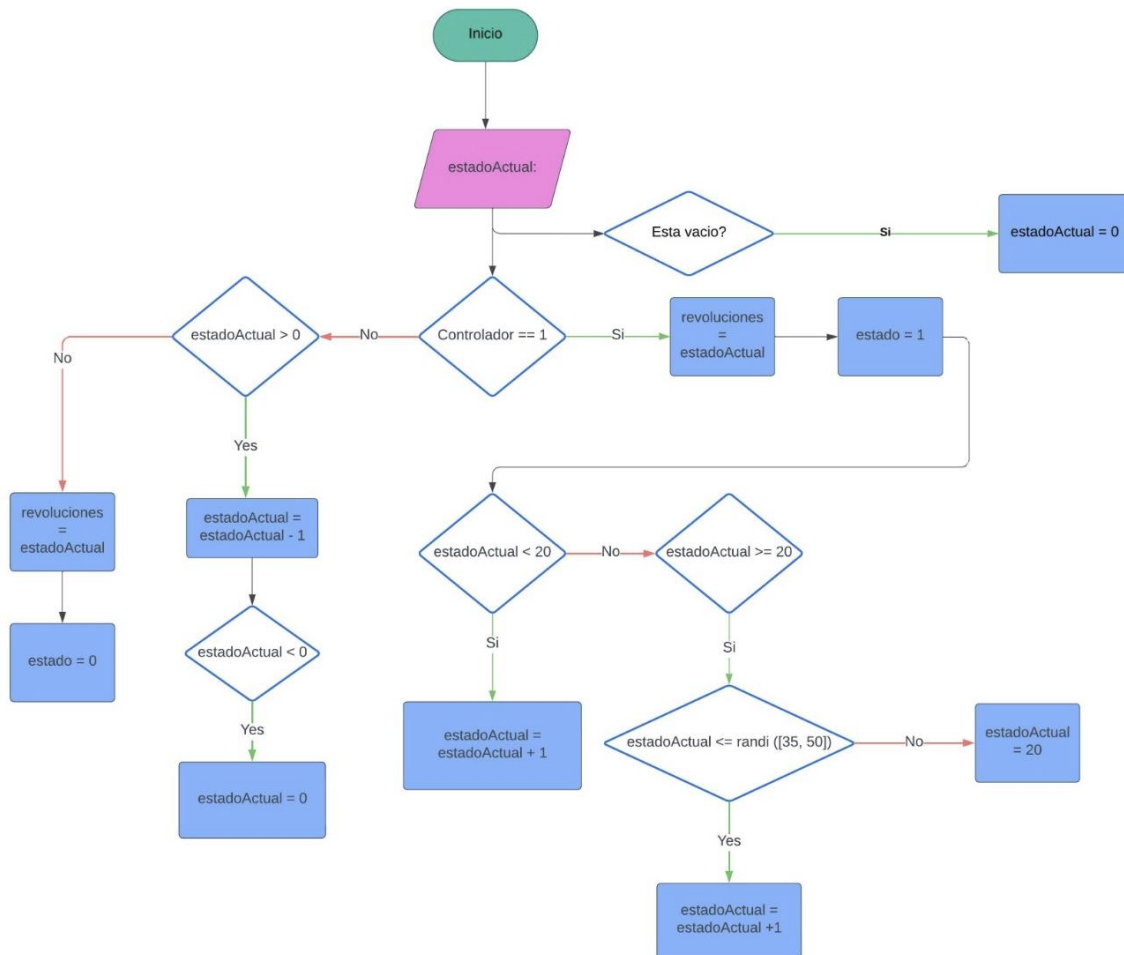 Inicio
estadoActual:
Esta vacio?
Si
estadoActual = 0
estadoActual > 0
No
Controlador == 1
Si
revoluciones
=
estadoActual
estado = 1
No
Yes
revoluciones
=
estadoActual
estadoActual =
estadoActual - 1
estadoActual < 20
No
estadoActual >= 20
estado = 0
estadoActual < 0
Si
Si
Yes
estadoActual =
estadoActual + 1
estadoActual <= randi ([35, 50])
No
estadoActual
= 20
estadoActual = 0
Yes
estadoActual =
estadoActual +1